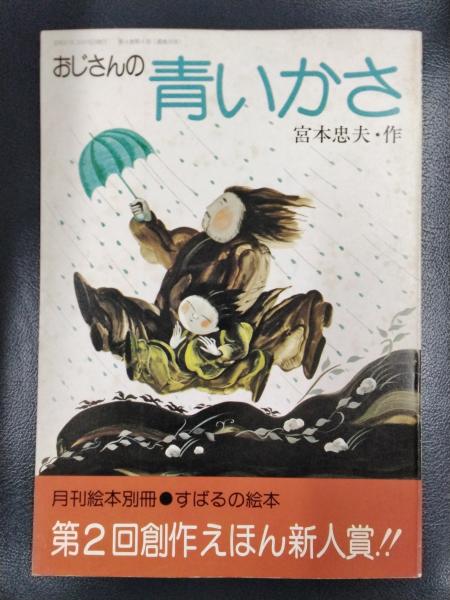 おじさんの
青いかさ
宮本忠夫・作
月刊絵本別冊●すばるの絵本
第2回創作えほん新人賞!!